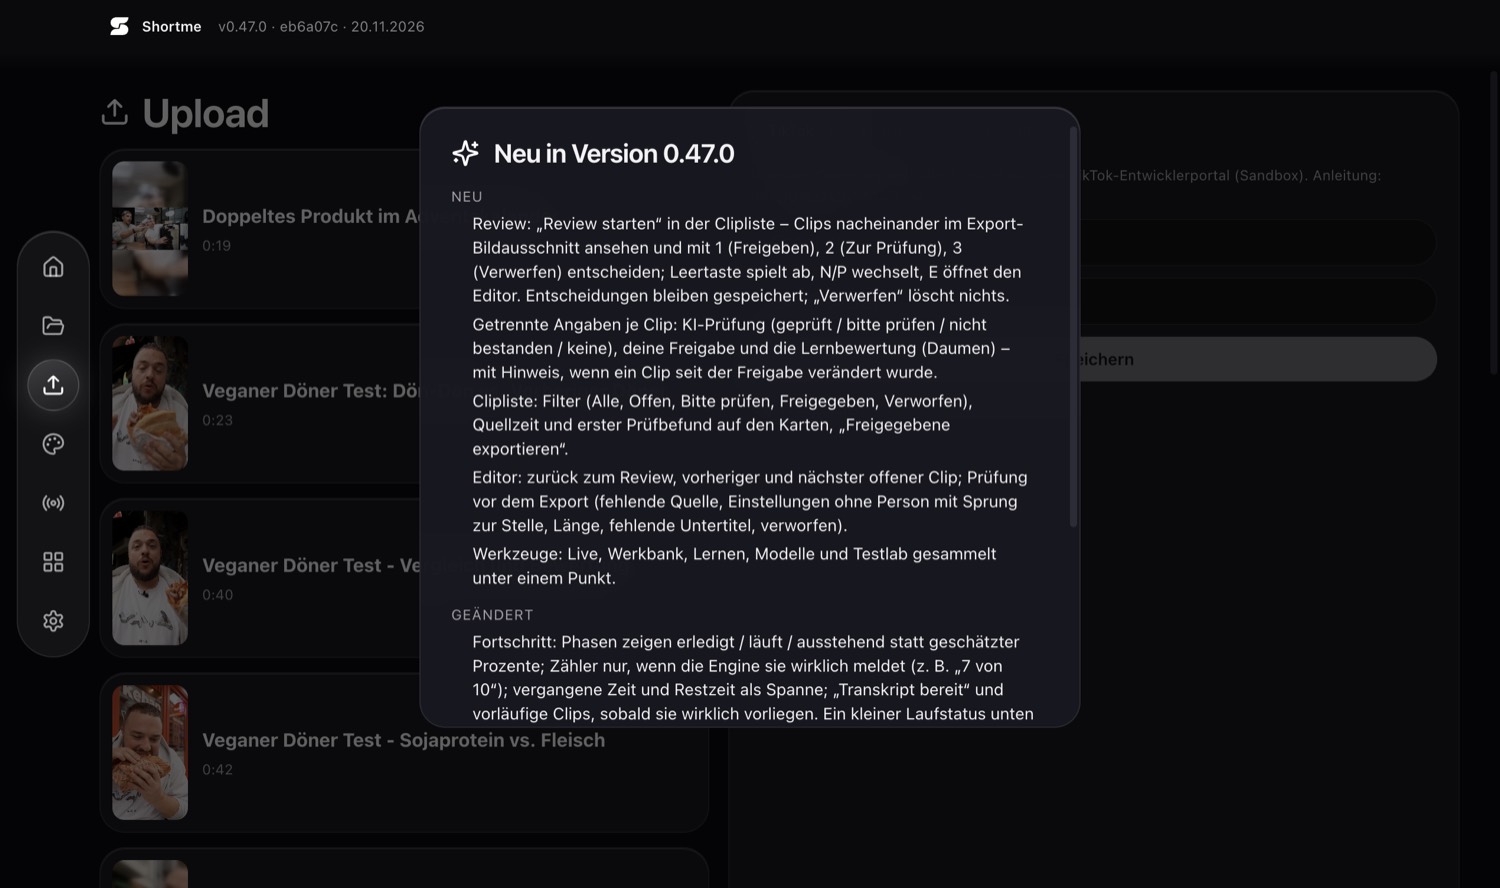 Shortme v0.47.0 · eb6a07c · 20.11.2026
Upload
Doppeltes Produkt im
0:19
Veganer Döner Test:
0:23
Veganer Döner Test -
0:40
Veganer Döner Test - Sojaprotein vs. Fleisch
0:42
Neu in Version 0.47.0
NEU
Review: „Review starten“ in der Clipliste – Clips nacheinander im Export-
Bildausschnitt ansehen und mit 1 (Freigeben), 2 (Zur Prüfung), 3
(Verwerfen) entscheiden; Leertaste spielt ab, N/P wechselt, E öffnet den
Editor. Entscheidungen bleiben gespeichert; „Verwerfen“ löscht nichts.
Getrennte Angaben je Clip: KI-Prüfung (geprüft / bitte prüfen / nicht
bestanden / keine), deine Freigabe und die Lernbewertung (Daumen) –
mit Hinweis, wenn ein Clip seit der Freigabe verändert wurde.
Clipliste: Filter (Alle, Offen, Bitte prüfen, Freigegeben, Verworfen),
Quellzeit und erster Prüfbefund auf den Karten, „Freigegebene
exportieren“.
Editor: zurück zum Review, vorheriger und nächster offener Clip; Prüfung
vor dem Export (fehlende Quelle, Einstellungen ohne Person mit Sprung
zur Stelle, Länge, fehlende Untertitel, verworfen).
Werkzeuge: Live, Werkbank, Lernen, Modelle und Testlab gesammelt
unter einem Punkt.
GEÄNDERT
Fortschritt: Phasen zeigen erledigt / läuft / ausstehend statt geschätzter
Prozente; Zähler nur, wenn die Engine sie wirklich meldet (z. B. „7 von
10“); vergangene Zeit und Restzeit als Spanne; „Transkript bereit“ und
vorläufige Clips, sobald sie wirklich vorliegen. Ein kleiner Laufstatus unten
kTok-Entwicklerportal (Sandbox). Anleitung:
eichern